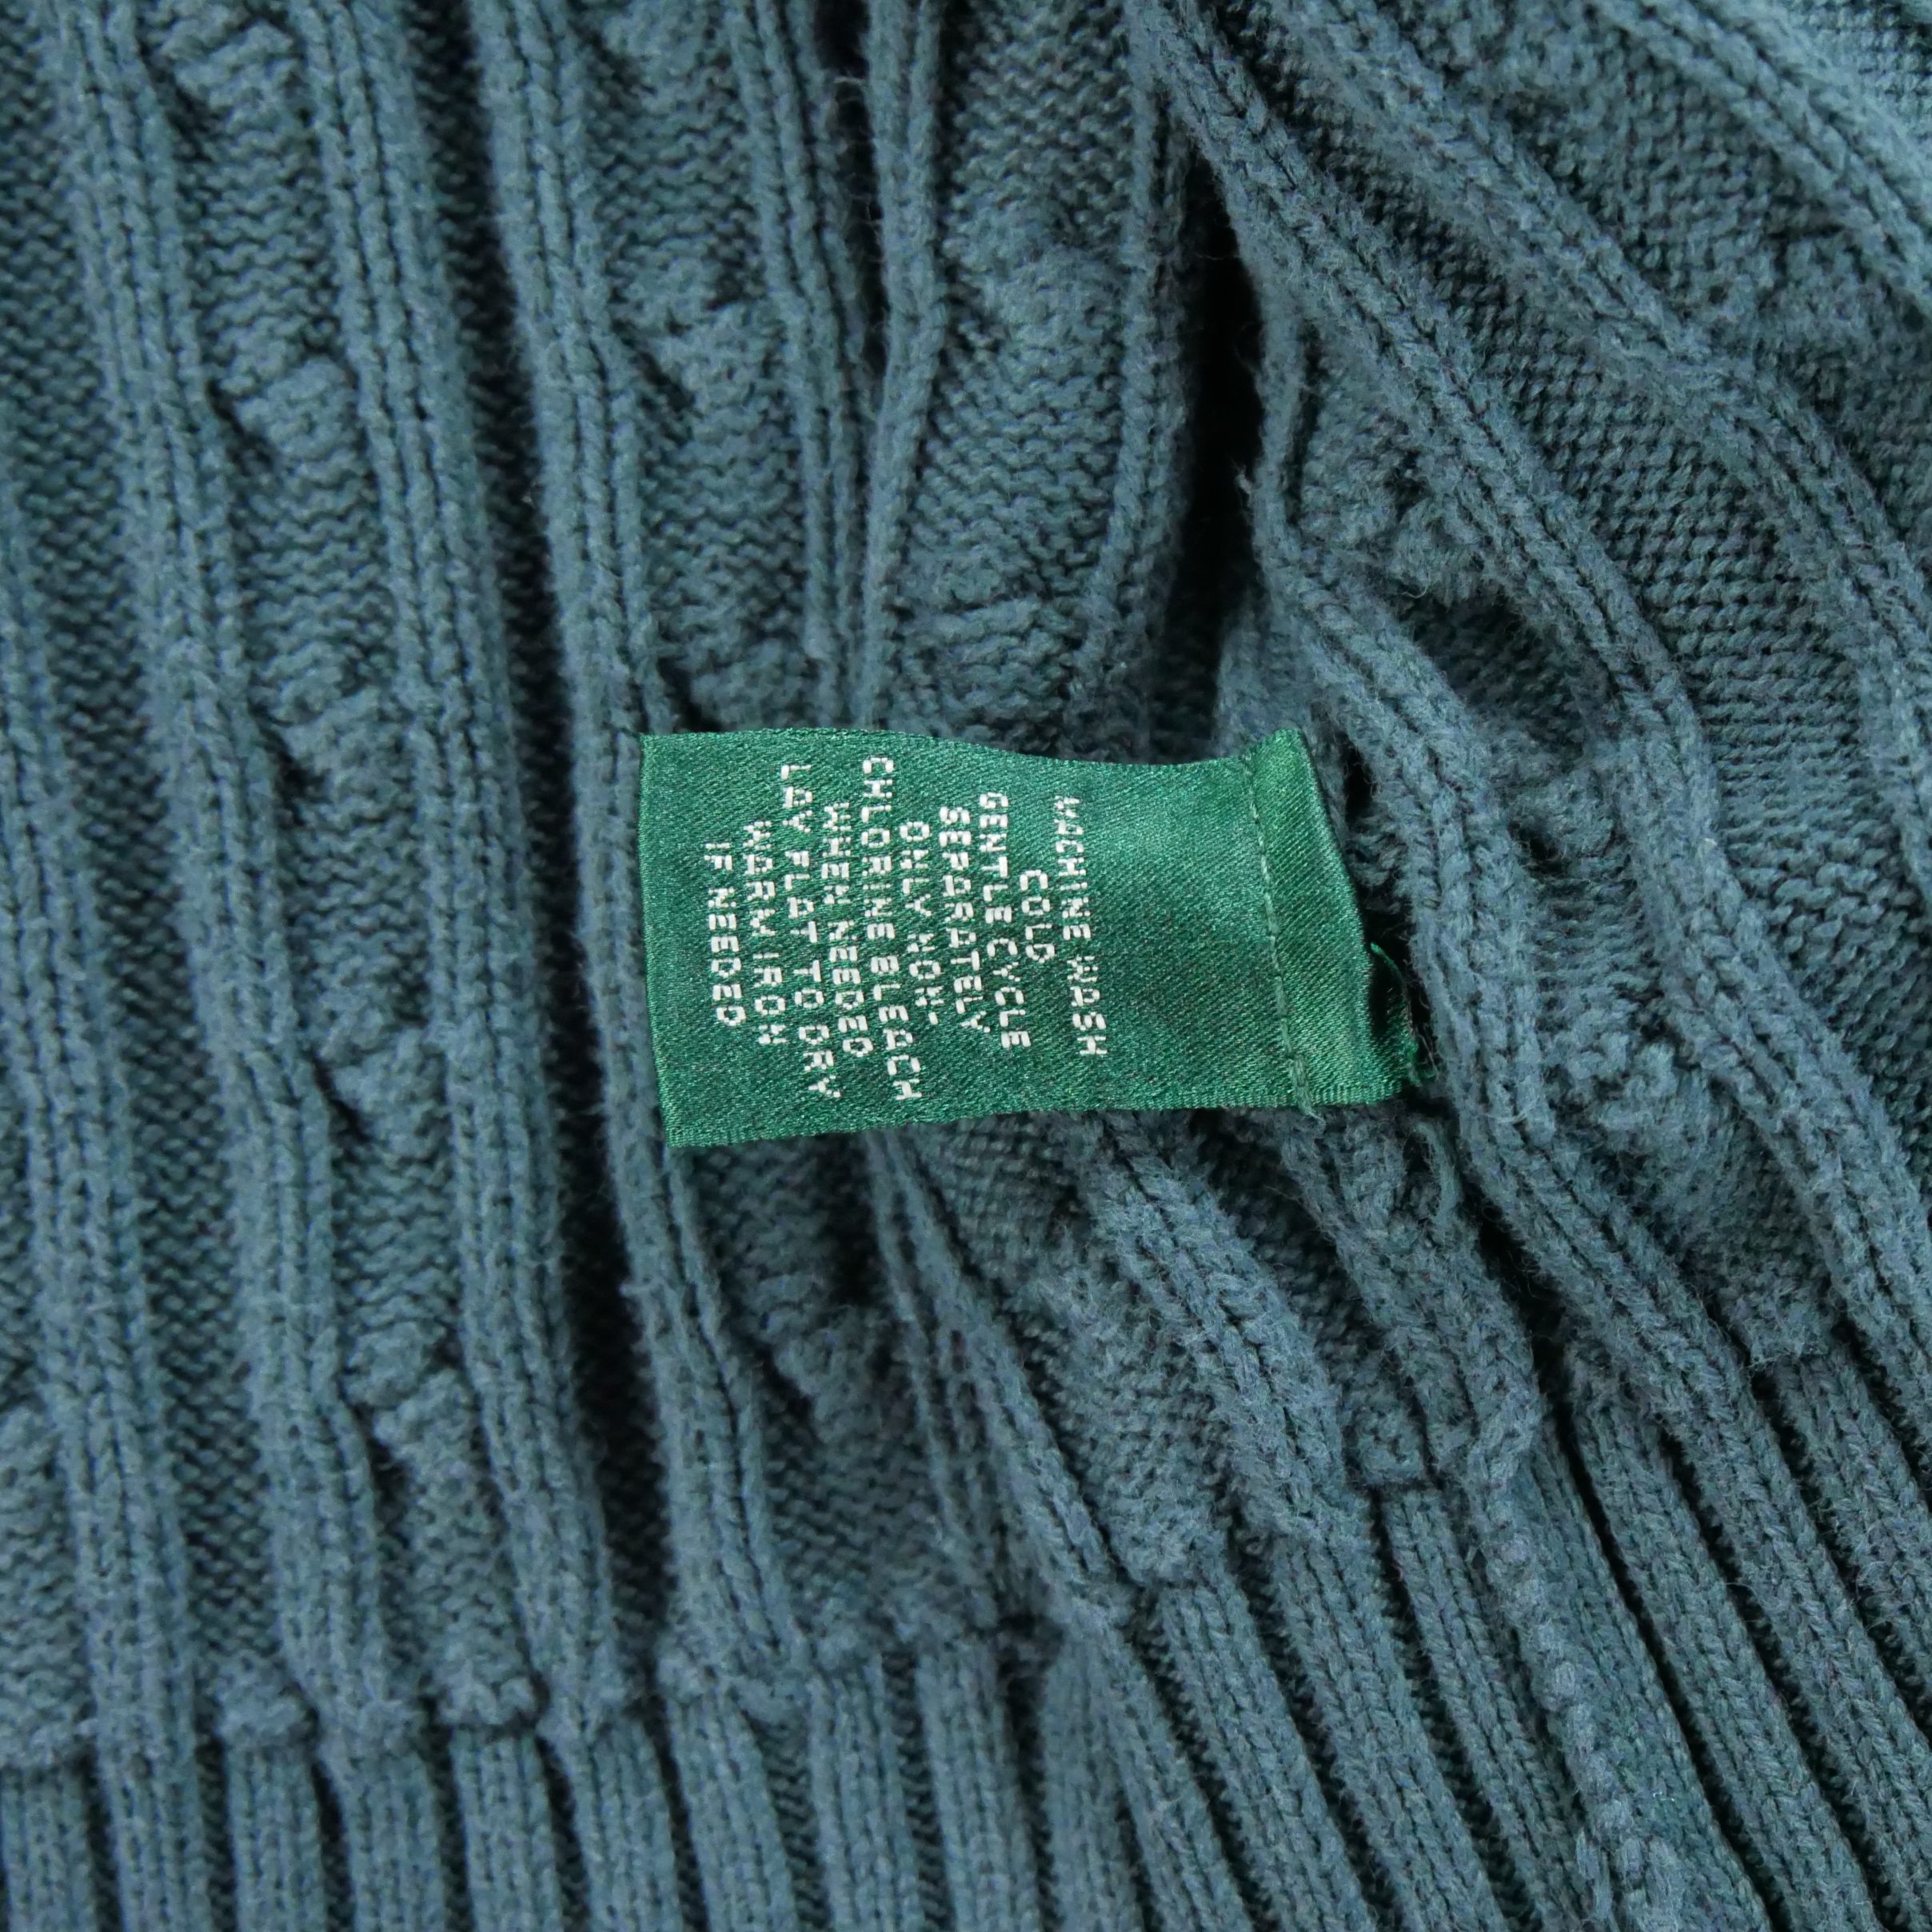 MACHINE WASH
COLD
GENTLE CYCLE
SEPARATELY
ONLY NON-
CHLORINE BLEACH
WHEN NEEDED
LAY FLAT TO DRY
WARM IRON
IF NEEDED